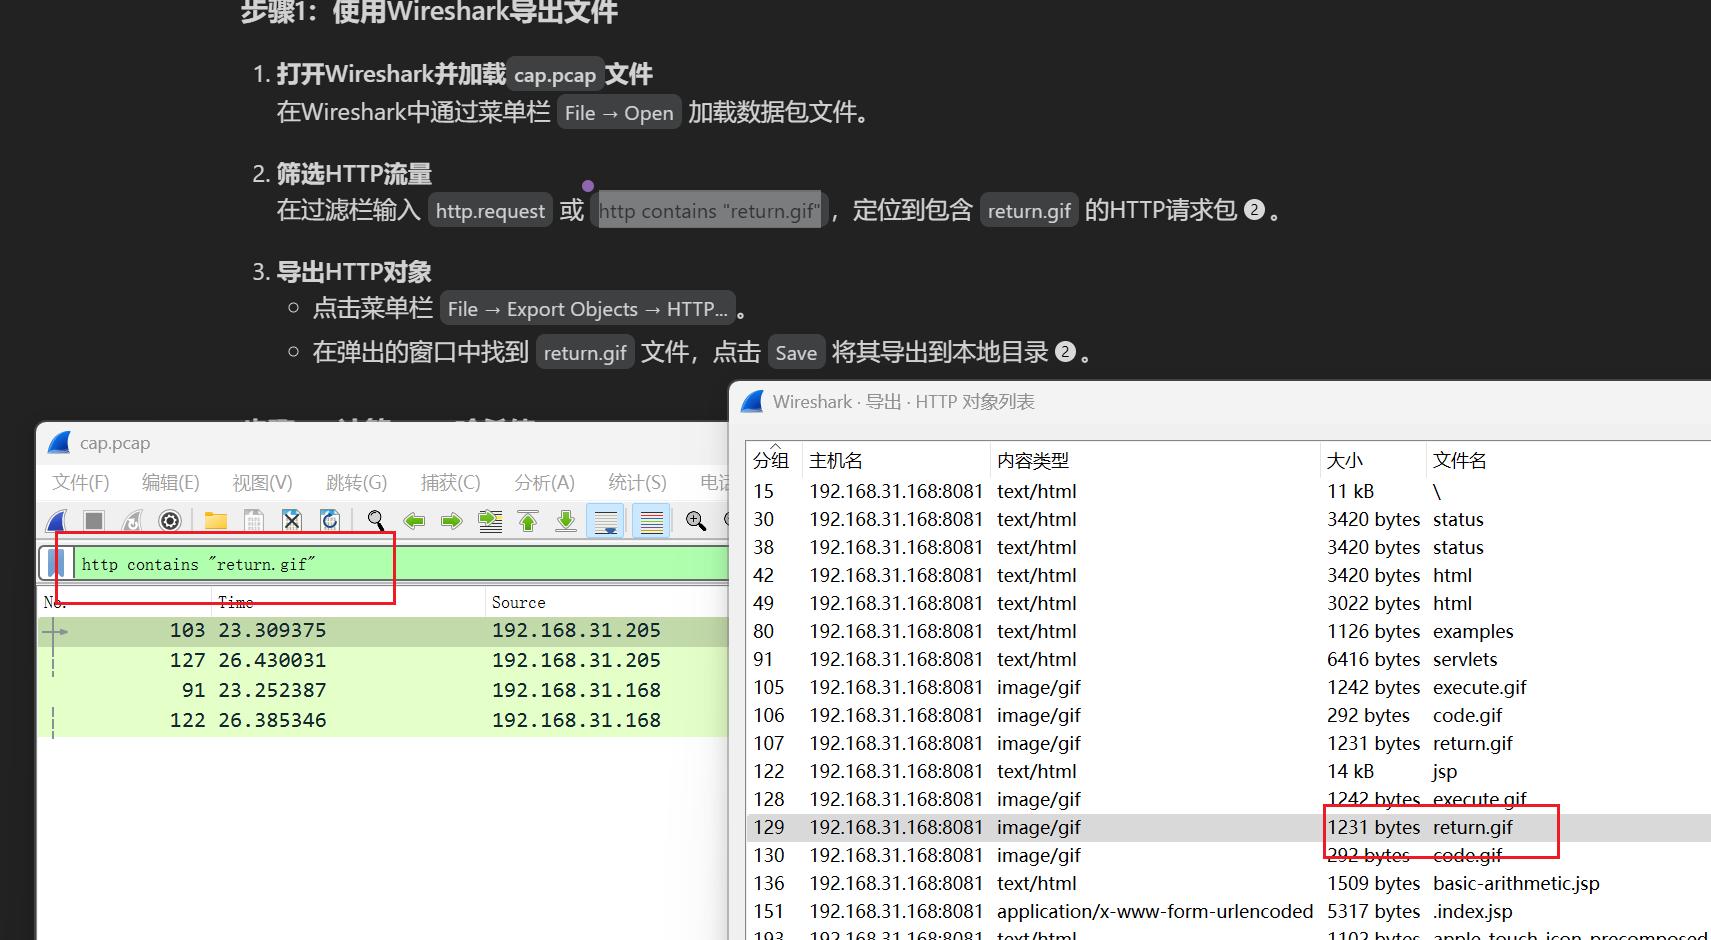 步骤1：使用Wireshark导出文件
1. 打开Wireshark并加载 cap.pcap 文件
在Wireshark中通过菜单栏 File → Open 加载数据包文件。
2. 筛选HTTP流量
在过滤栏输入 http.request 或 http contains "return.gif" ，定位到包含 return.gif 的HTTP请求包 2 。
3. 导出HTTP对象
点击菜单栏 File → Export Objects → HTTP... 。
在弹出的窗口中找到 return.gif 文件，点击 Save 将其导出到本地目录 2 。
cap.pcap
文件(F) 编辑(E) 视图(V) 跳转(G) 捕获(C) 分析(A) 统计(S) 电话
http contains "return.gif"
No. Time Source
103 23.309375 192.168.31.205
127 26.430031 192.168.31.205
91 23.252387 192.168.31.168
122 26.385346 192.168.31.168
Wireshark · 导出 · HTTP 对象列表
分组 主机名 内容类型 大小 文件名
15 192.168.31.168:8081 text/html 11 kB \
30 192.168.31.168:8081 text/html 3420 bytes status
38 192.168.31.168:8081 text/html 3420 bytes status
42 192.168.31.168:8081 text/html 3420 bytes html
49 192.168.31.168:8081 text/html 3022 bytes html
80 192.168.31.168:8081 text/html 1126 bytes examples
91 192.168.31.168:8081 text/html 6416 bytes servlets
105 192.168.31.168:8081 image/gif 1242 bytes execute.gif
106 192.168.31.168:8081 image/gif 292 bytes code.gif
107 192.168.31.168:8081 image/gif 1231 bytes return.gif
122 192.168.31.168:8081 text/html 14 kB jsp
128 192.168.31.168:8081 image/gif 1242 bytes execute.gif
129 192.168.31.168:8081 image/gif 1231 bytes return.gif
130 192.168.31.168:8081 image/gif 292 bytes code.gif
136 192.168.31.168:8081 text/html 1509 bytes basic-arithmetic.jsp
151 192.168.31.168:8081 application/x-www-form-urlencoded 5317 bytes .index.jsp
193 192.168.31.168:8081 text/html 1102 bytes apple-touch-icon-precomposed